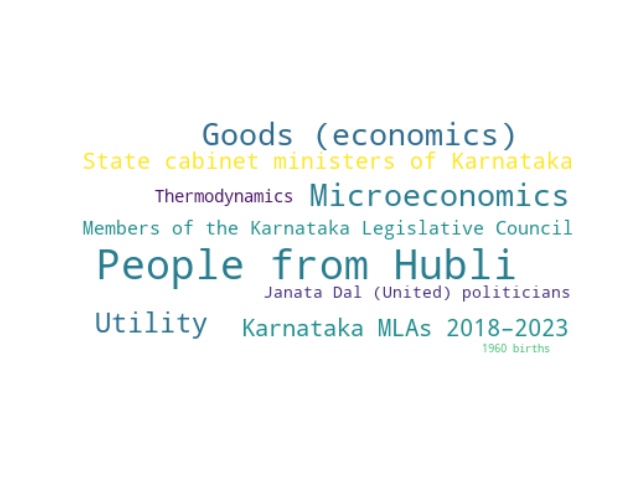 Goods (economics)
State cabinet ministers of Karnataka
Thermodynamics Microeconomics
Members of the Karnataka Legislative Council
People from Hubli
Janata Dal (United) politicians
Utility Karnataka MLAs 2018–2023
1960 births